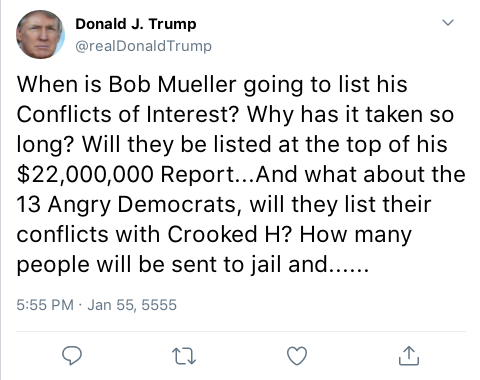 Donald J. Trump
@realDonaldTrump
When is Bob Mueller going to list his
Conflicts of Interest? Why has it taken so
long? Will they be listed at the top of his
$22,000,000 Report...And what about the
13 Angry Democrats, will they list their
conflicts with Crooked H? How many
people will be sent to jail and......
5:55 PM · Jan 55, 5555